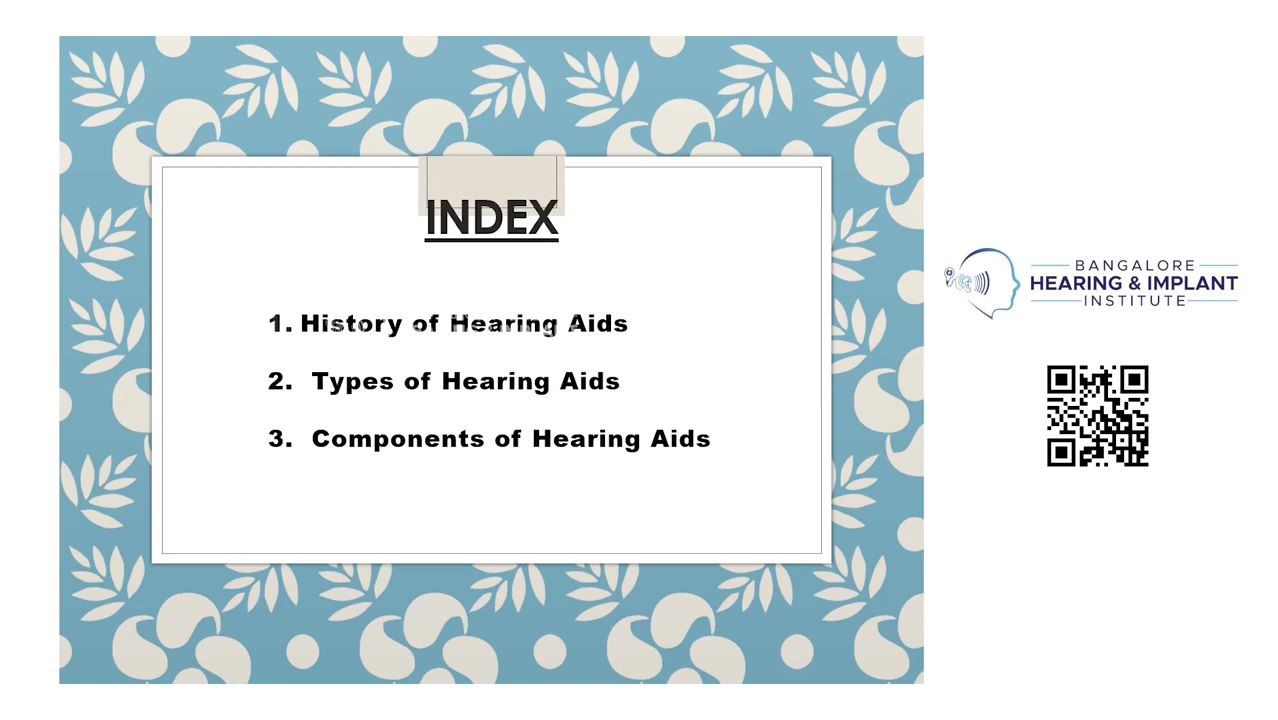 INDEX
1. History of Hearing Aids
2. Types of Hearing Aids
3. Components of Hearing Aids
BANGALORE
HEARING & IMPLANT
INSTITUTE